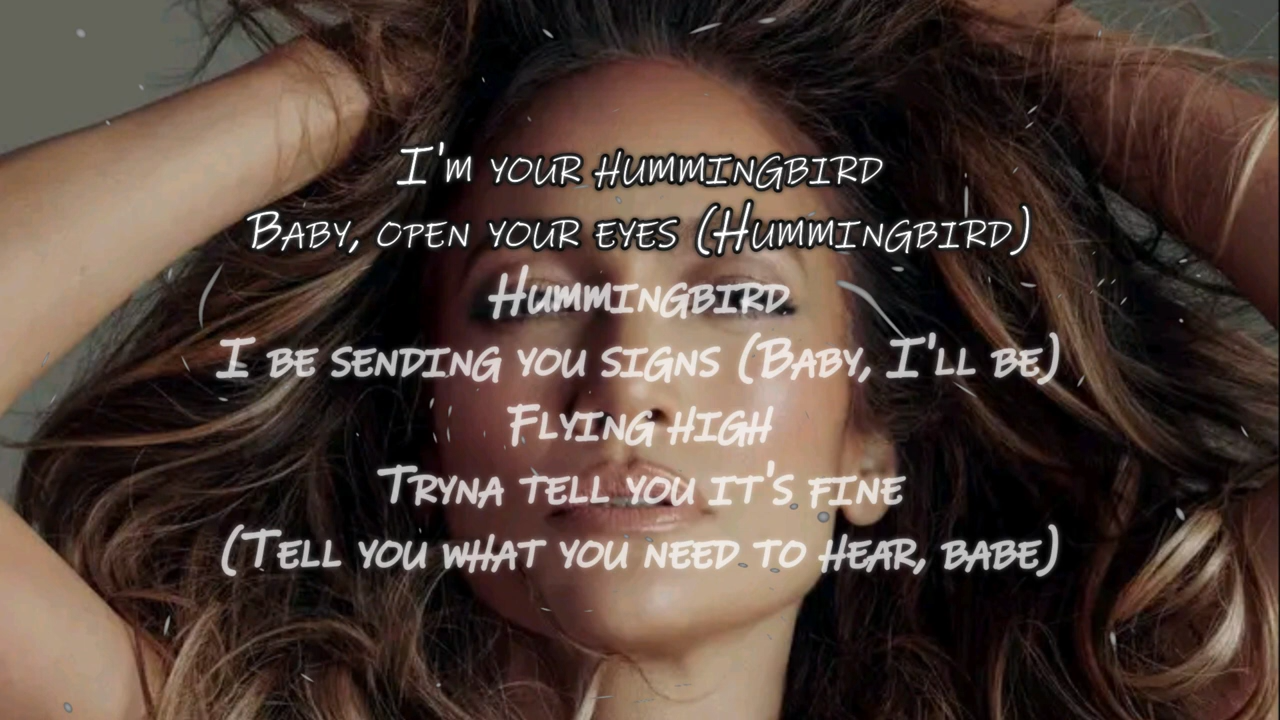 I'm your hummingbird
Baby, open your eyes (Hummingbird)
Hummingbird
I be sending you signs (Baby, I'll be)
Flying high
Tryna tell you it's fine
(Tell you what you need to hear, babe)